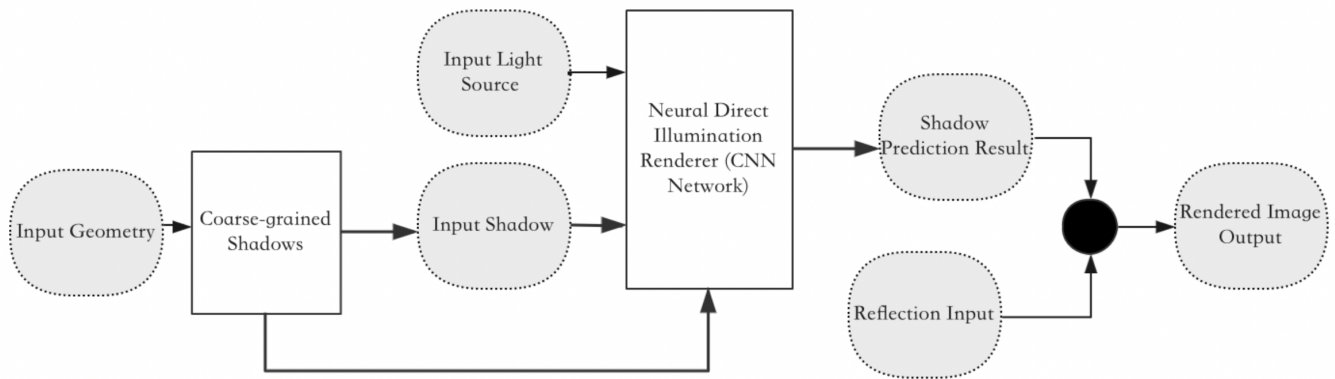 Input Geometry
Coarse-grained
Shadows
Input Light
Source
Input Shadow
Neural Direct
Illumination
Renderer (CNN
Network)
Shadow
Prediction Result
Reflection Input
Rendered Image
Output